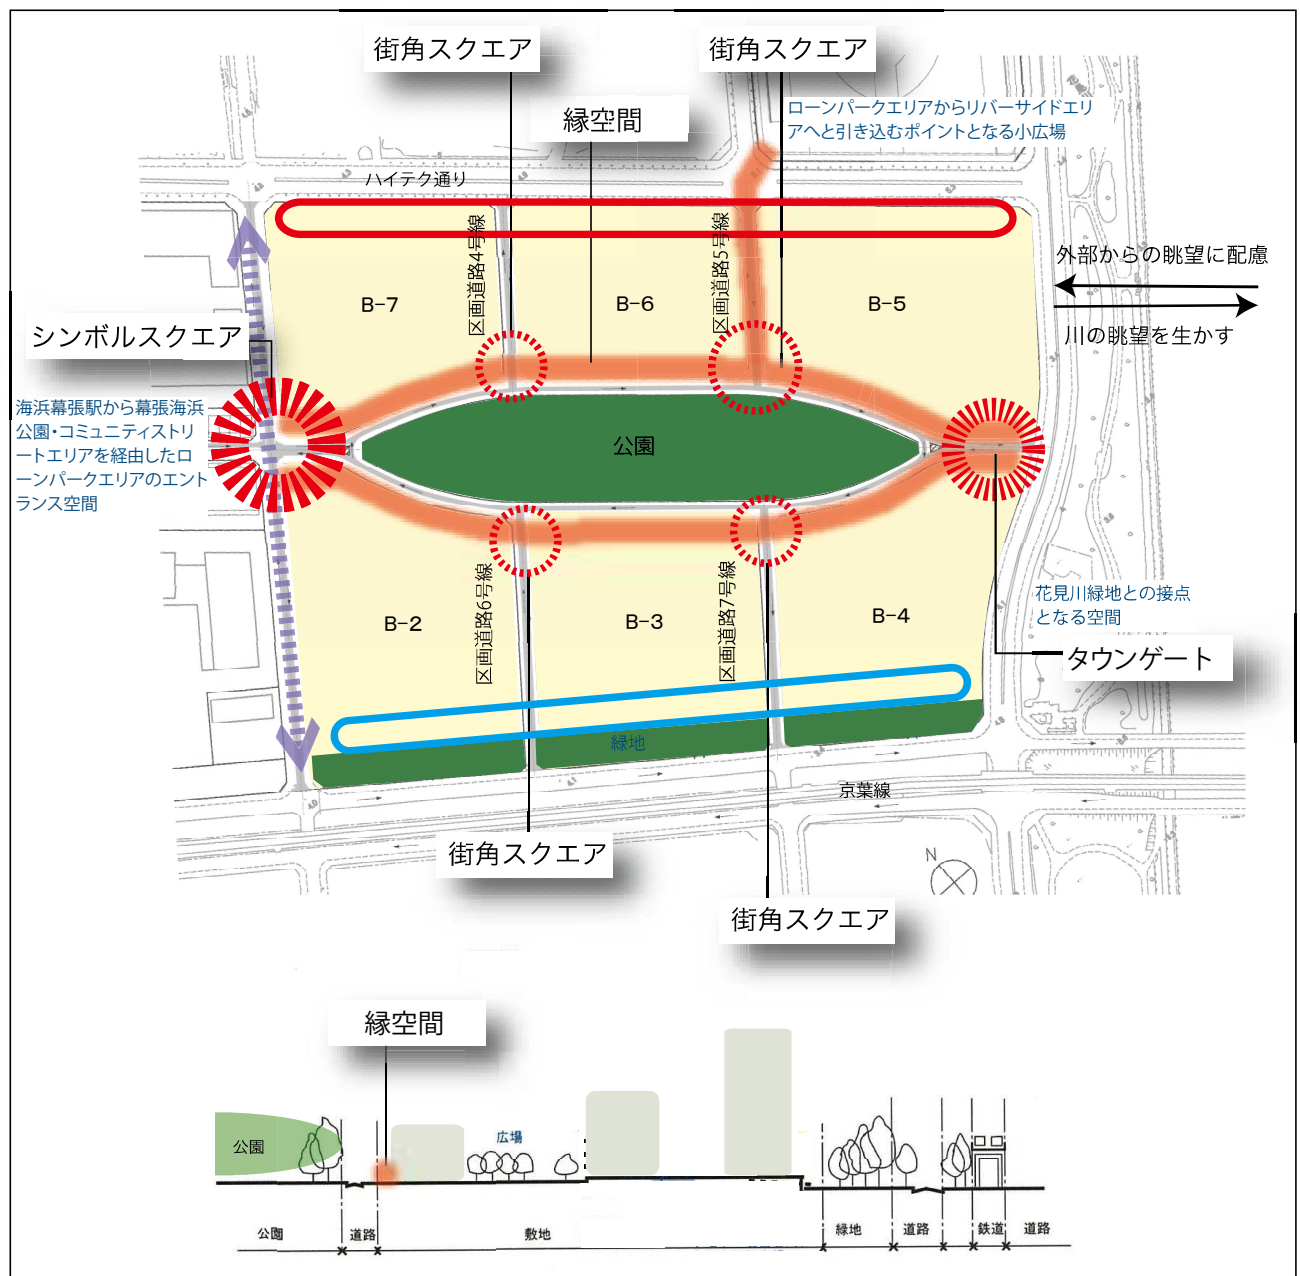 街角スクエア
街角スクエア
縁空間
ローンパークエリアからリバーサイドエリ
アへと引き込むポイントとなる小広場
ハイテク通り
区画道路4号線
区画道路5号線
外部からの眺望に配慮
川の眺望を生かす
B-7
B-6
B-5
シンボルスクエア
海浜幕張駅から幕張海浜
公園・コミュニティストリ
ートエリアを経由したロ
ーンパークエリアのエント
ランス空間
公園
区画道路6号線
区画道路7号線
B-2
B-3
B-4
花見川緑地との接点
となる空間
タウンゲート
緑地
京葉線
街角スクエア
街角スクエア
N
縁空間
公園
広場
公園
道路
敷地
緑地
道路
鉄道
道路